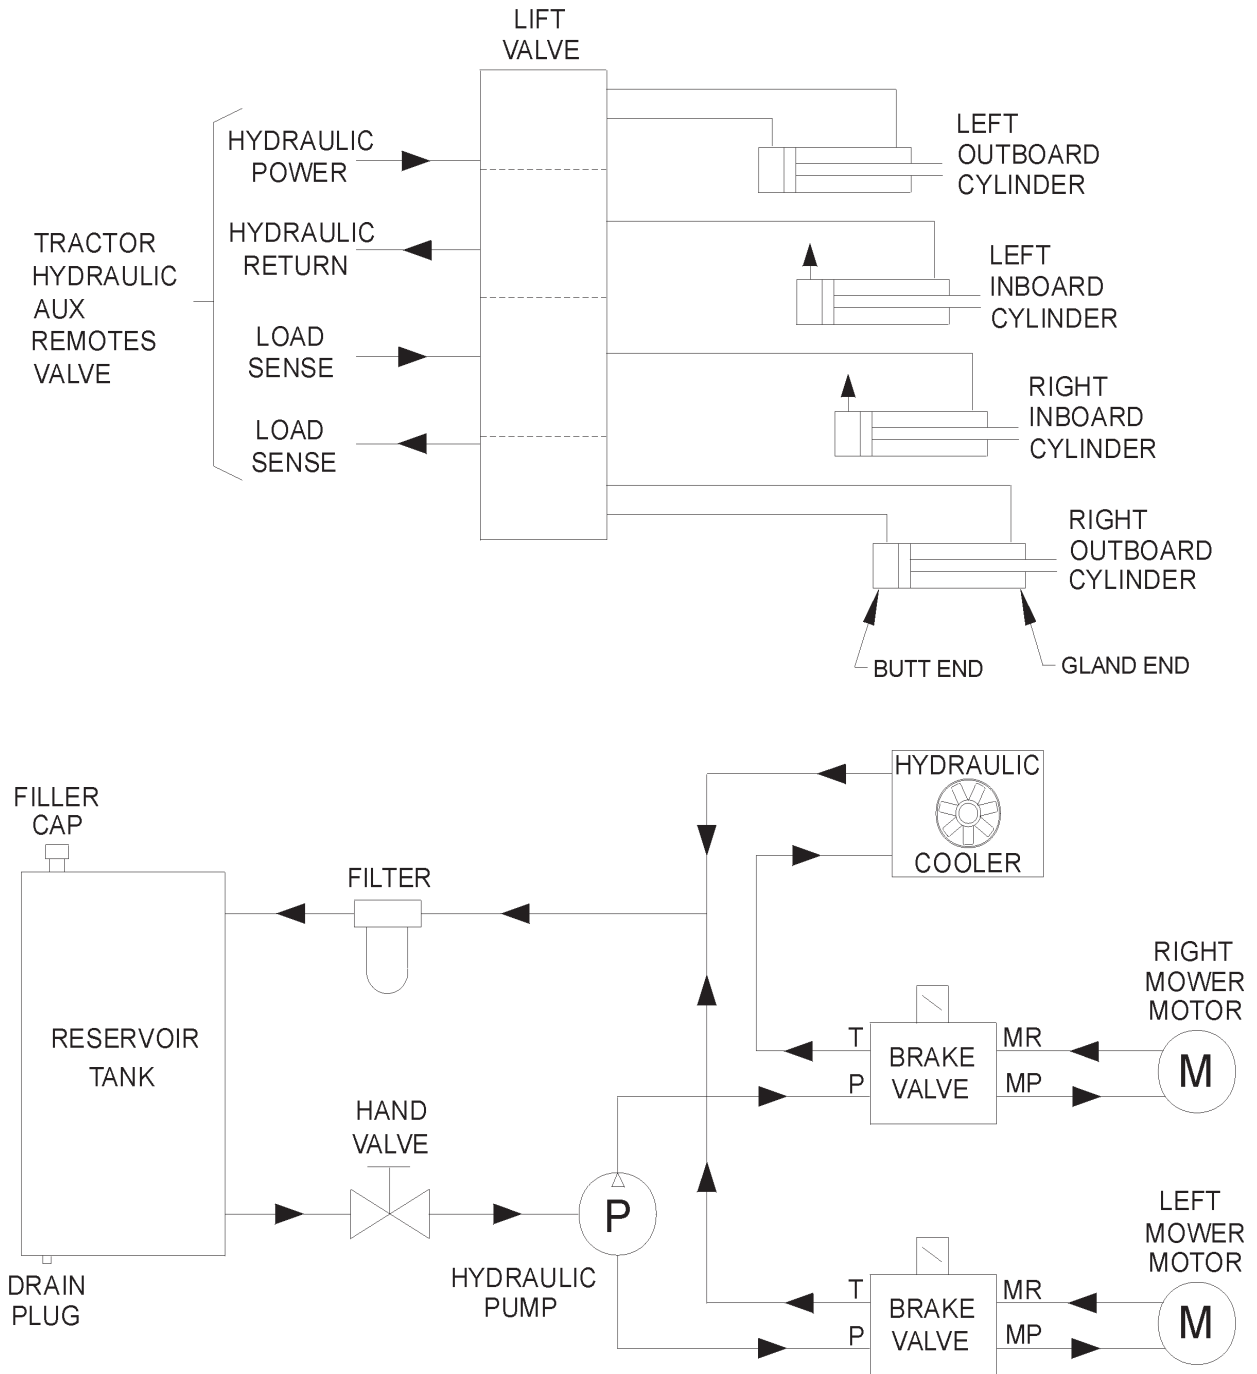 LIFT
VALVE
HYDRAULIC
POWER
HYDRAULIC
RETURN
LOAD
SENSE
LOAD
SENSE
TRACTOR
HYDRAULIC
AUX
REMOTES
VALVE
LEFT
OUTBOARD
CYLINDER
LEFT
INBOARD
CYLINDER
RIGHT
INBOARD
CYLINDER
RIGHT
OUTBOARD
CYLINDER
BUTT END
GLAND END
FILLER
CAP
FILTER
HYDRAULIC
COOLER
RESERVOIR
TANK
HAND
VALVE
DRAIN
PLUG
P
HYDRAULIC
PUMP
RIGHT
MOWER
MOTOR
T
P
BRAKE
VALVE
MR
MP
M
LEFT
MOWER
MOTOR
T
P
BRAKE
VALVE
MR
MP
M